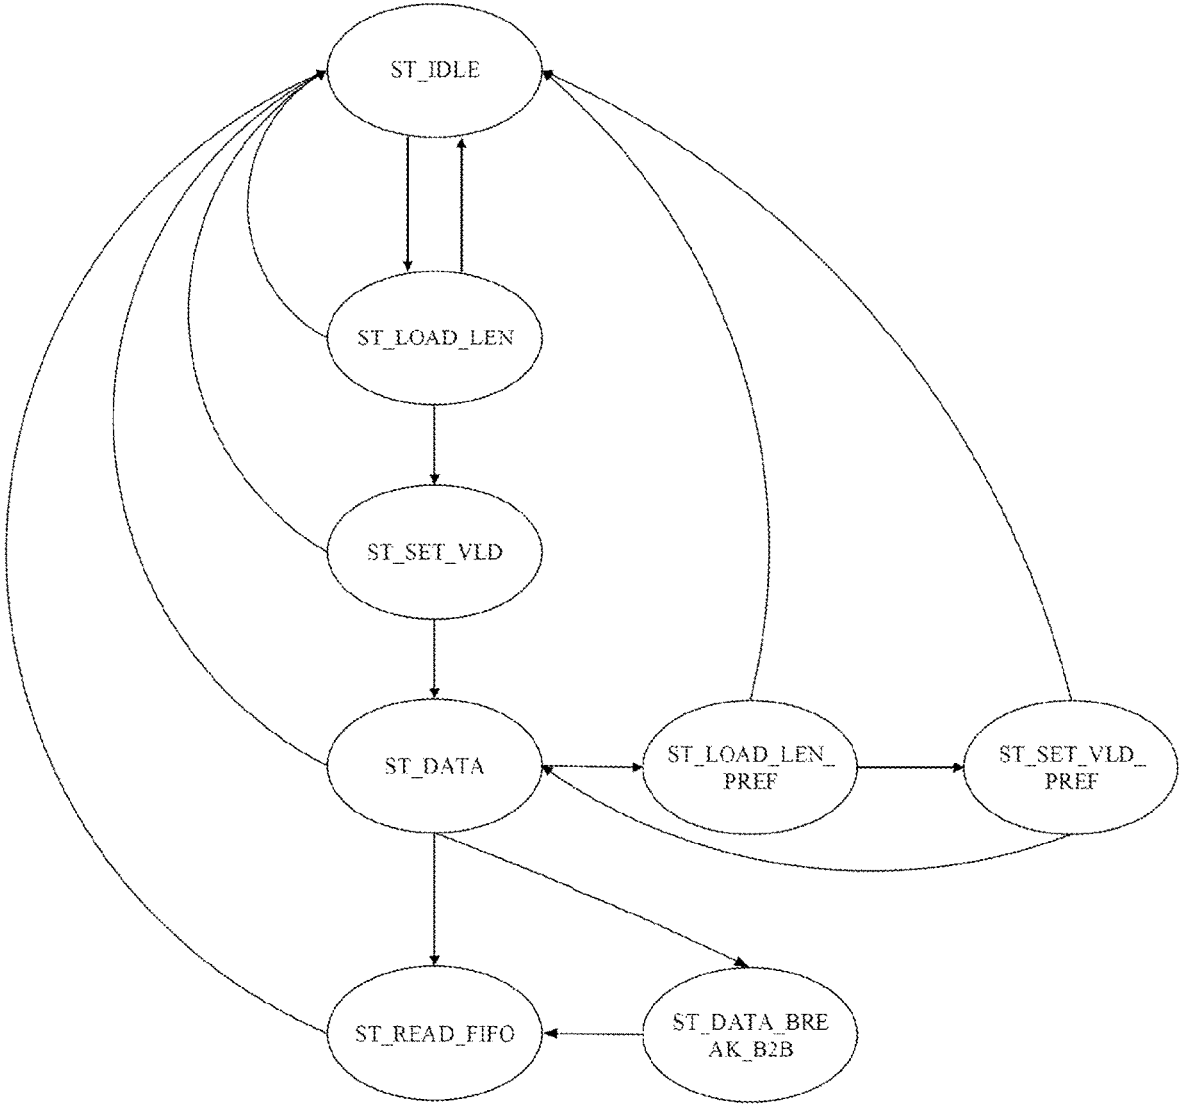 ST_IDLE
ST_LOAD_LEN
ST_SET_VLD
ST_DATA
ST_LOAD_LEN_
PREF
ST_SET_VLD_
PREF
ST_READ_FIFO
ST_DATA_BRE
AK_B2B